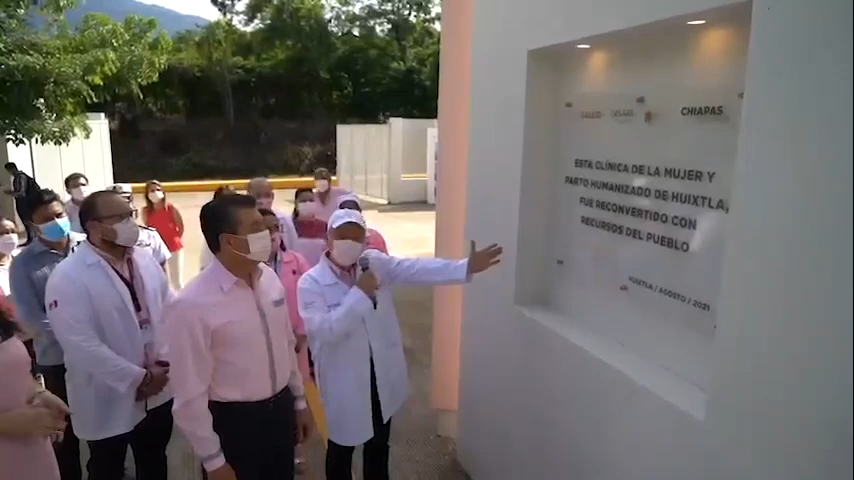 SALUD
CHIAPAS
ESTA CLÍNICA DE LA MUJER Y
PARTO HUMANIZADO DE HUIXTLA,
FUE RECONVERTIDO CON
RECURSOS DEL PUEBLO
HUIXTLA / AGOSTO / 2021